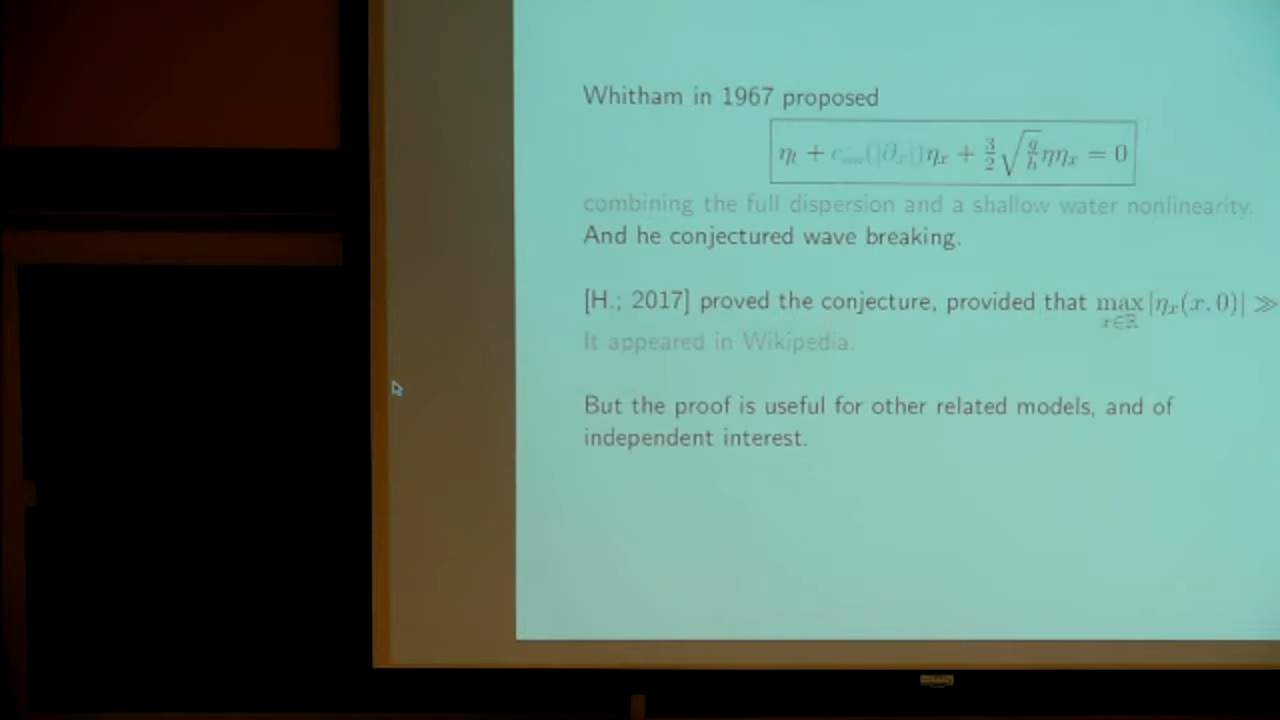 Whitham in 1967 proposed
η_t + c_ww(|∂_x|)η_x + 3/2 √(g/h) ηη_x = 0
combining the full dispersion and a shallow water nonlinearity.
And he conjectured wave breaking.
[H.; 2017] proved the conjecture, provided that max_{x∈ℝ} |η_x(x,0)| ≫
It appeared in Wikipedia.
But the proof is useful for other related models, and of
independent interest.